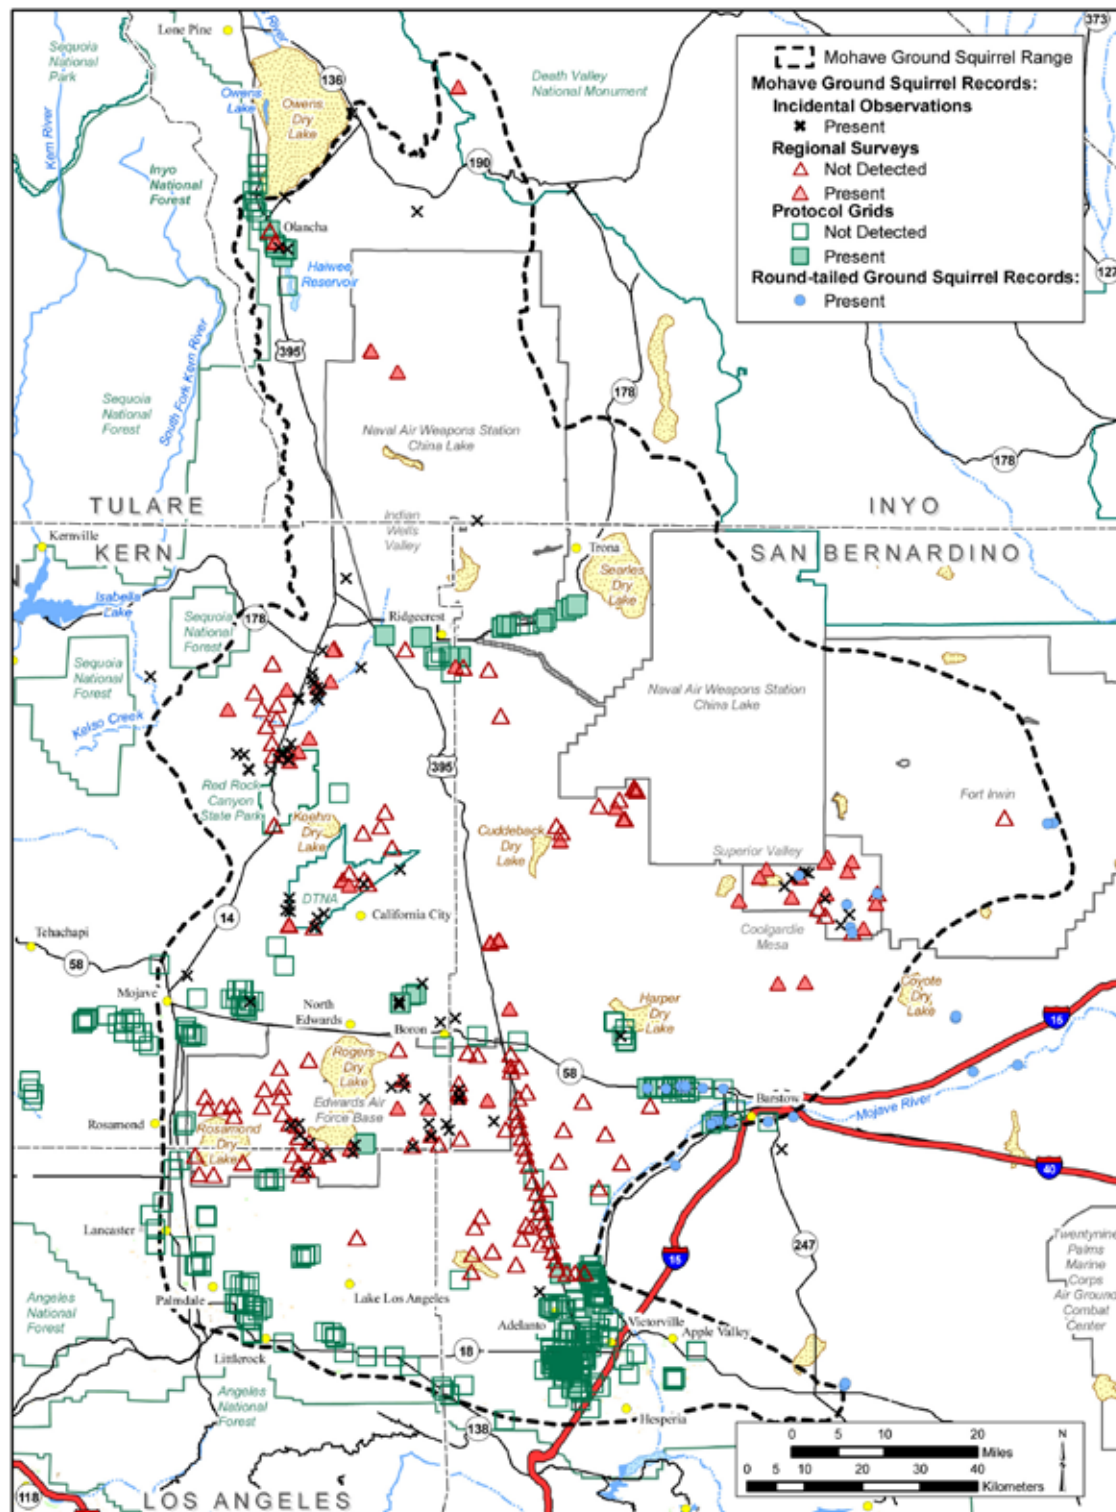 Lone Pine
Sequoia
National
Park
River
136
373
Owens
Lake
Owens
Dry
Lake
Death Valley
National Monument
Kern River
Inyo
National
Forest
190
127
Olancha
Haiwee
Reservoir
Mohave Ground Squirrel Range
Mohave Ground Squirrel Records:
Incidental Observations
Present
Regional Surveys
Not Detected
Present
Protocol Grids
Not Detected
Present
Round-tailed Ground Squirrel Records:
Present
395
South Fork Kern River
Sequoia
National
Forest
178
Naval Air Weapons Station
China Lake
178
TULARE
INYO
Indian
Wells
Valley
Kernville
KERN
Trona
SAN BERNARDINO
Searles
Dry
Lake
Isabella
Lake
Sequoia
National
Forest
178
Ridgecrest
Sequoia
National
Forest
Kelso Creek
Naval Air Weapons Station
China Lake
395
Red Rock
Canyon
State Park
Koehn
Dry
Lake
Cuddeback
Dry
Lake
Fort Irwin
Superior Valley
DTNA
California City
14
Coolgardie
Mesa
Tehachapi
58
Mojave
North
Edwards
Boron
Harper
Dry
Lake
Coyote
Dry
Lake
15
Rogers
Dry
Lake
58
Barstow
Mojave River
Edwards Air
Force Base
Rosamond
Rosamond
Dry
Lake
40
Lancaster
247
15
Twentynine
Palms
Marine
Corps
Air Ground
Combat
Center
Angeles
National
Forest
Palmdale
Lake Los Angeles
Adelanto
Victorville
Apple Valley
Littlerock
18
Angeles
National
Forest
138
Hesperia
0 5 10 20
Miles
0 5 10 20 30 40
Kilometers
N
118
LOS ANGELES